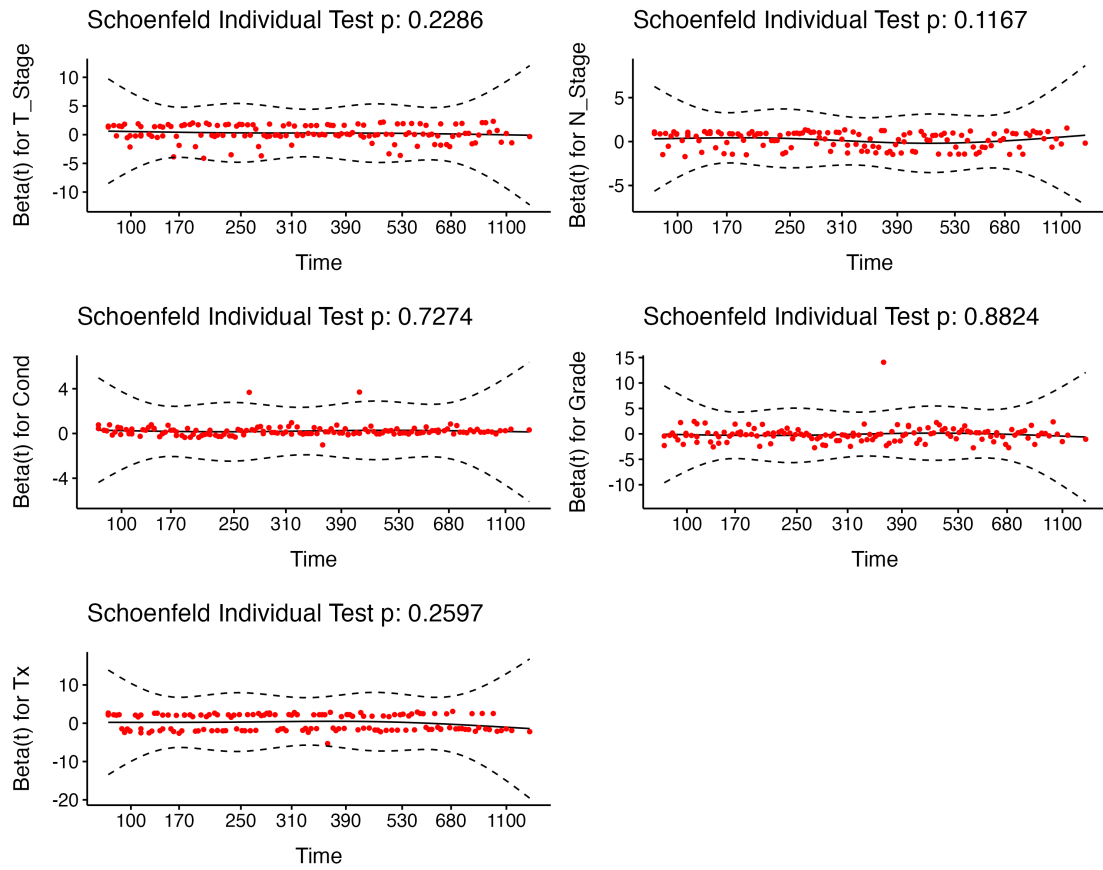 Schoenfeld Individual Test p: 0.2286
Beta(t) for T_Stage
10
5
0
-5
-10
100 170 250 310 390 530 680 1100
Time
Schoenfeld Individual Test p: 0.1167
Beta(t) for N_Stage
5
0
-5
100 170 250 310 390 530 680 1100
Time
Schoenfeld Individual Test p: 0.7274
Beta(t) for Cond
4
0
-4
100 170 250 310 390 530 680 1100
Time
Schoenfeld Individual Test p: 0.8824
Beta(t) for Grade
15
10
5
0
-5
-10
100 170 250 310 390 530 680 1100
Time
Schoenfeld Individual Test p: 0.2597
Beta(t) for Tx
10
0
-10
-20
100 170 250 310 390 530 680 1100
Time